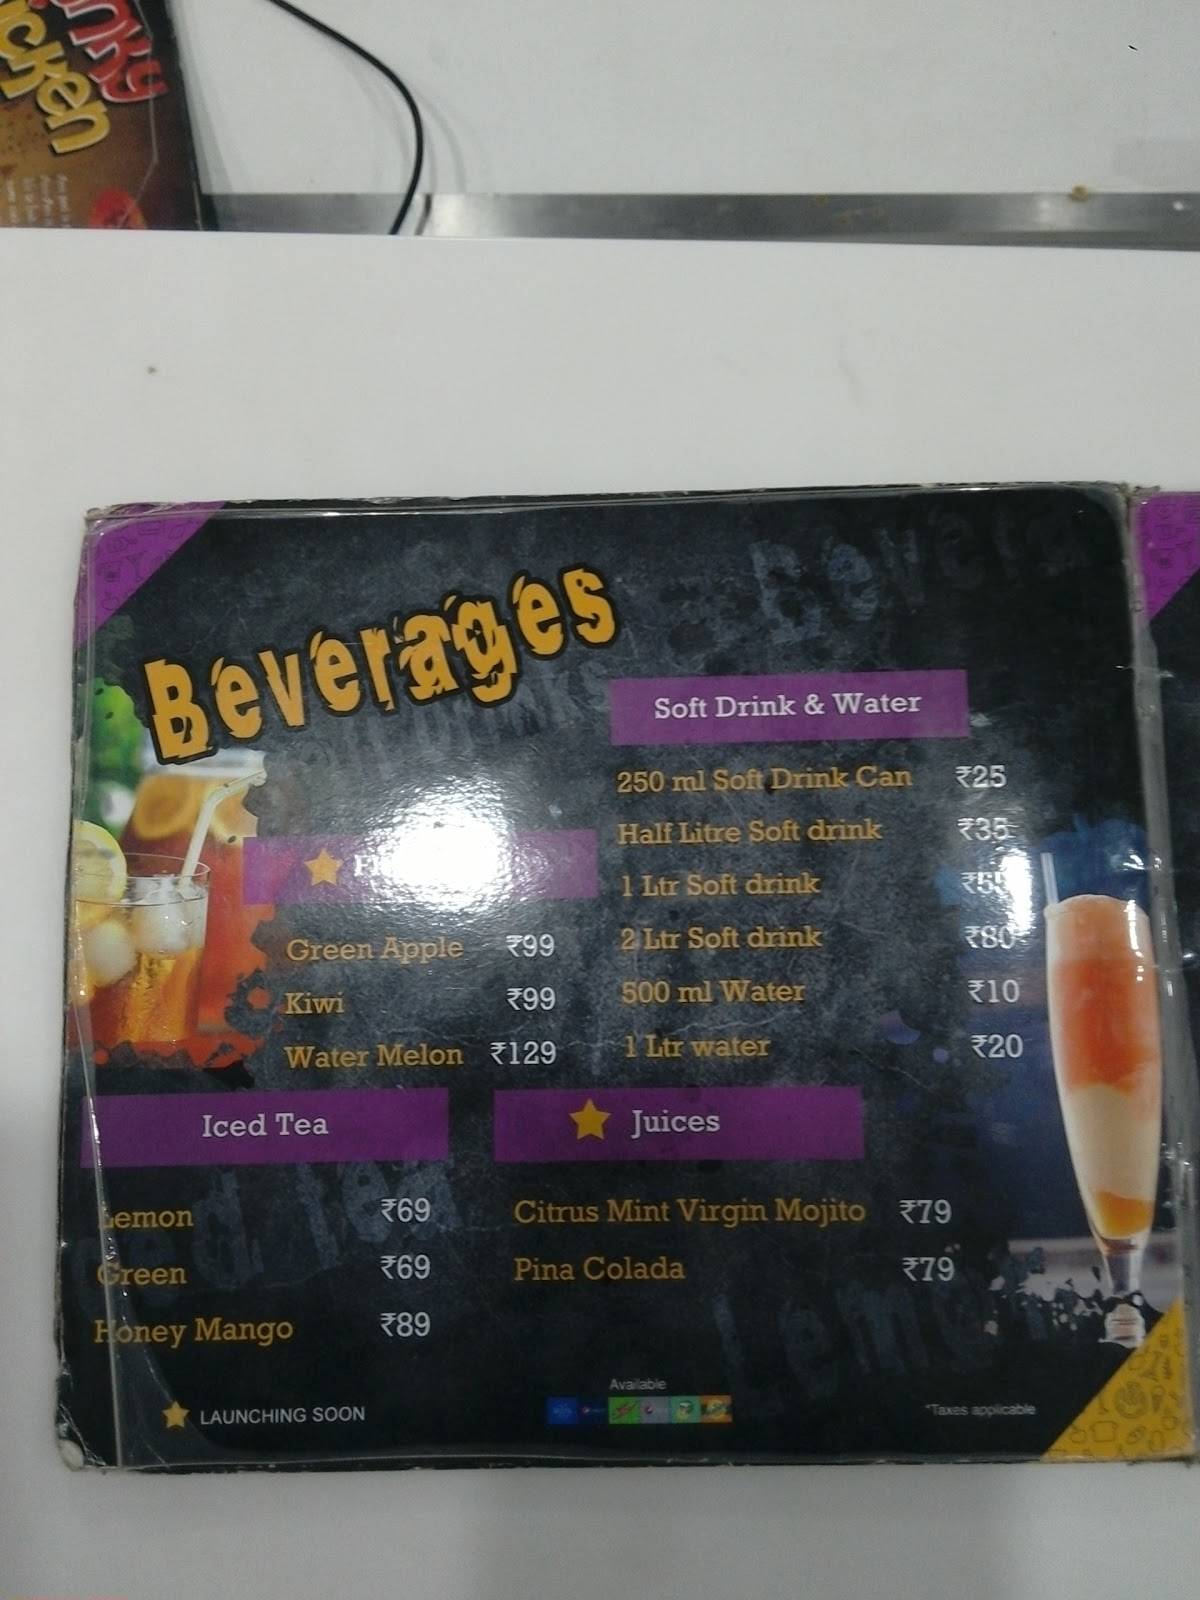 Beverages
Soft Drink & Water
250 ml Soft Drink Can ₹25
Half Litre Soft drink ₹35
1 Ltr Soft drink ₹55
2 Ltr Soft drink ₹80
500 ml Water ₹10
1 Ltr water ₹20
Green Apple ₹99
Kiwi ₹99
Water Melon ₹129
Iced Tea
Lemon ₹69
Green ₹69
Honey Mango ₹89
Juices
Citrus Mint Virgin Mojito ₹79
Pina Colada ₹79
LAUNCHING SOON
Available
*Taxes applicable